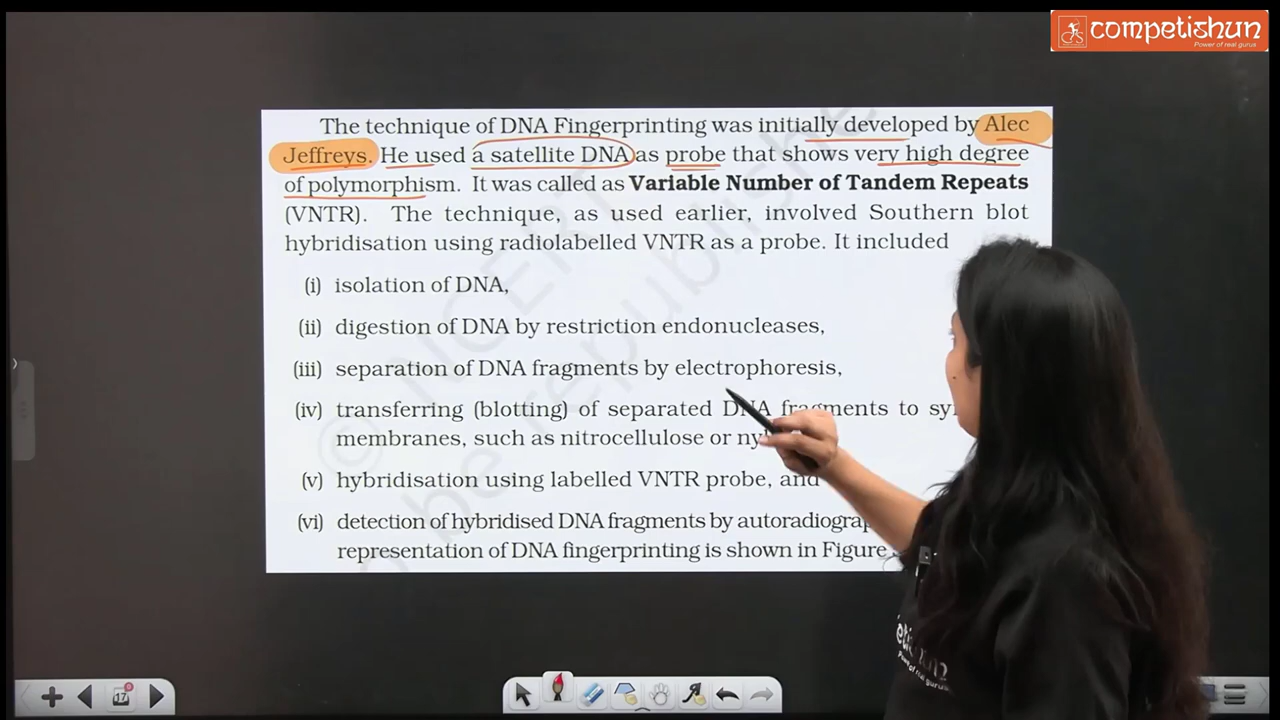 competishun
Power of real gurus
The technique of DNA Fingerprinting was initially developed by Alec
Jeffreys. He used a satellite DNA as probe that shows very high degree
of polymorphism. It was called as Variable Number of Tandem Repeats
(VNTR). The technique, as used earlier, involved Southern blot
hybridisation using radiolabelled VNTR as a probe. It included
(i) isolation of DNA,
(ii) digestion of DNA by restriction endonucleases,
(iii) separation of DNA fragments by electrophoresis,
(iv) transferring (blotting) of separated DNA fragments to
membranes, such as nitrocellulose or
(v) hybridisation using labelled VNTR probe, and
(vi) detection of hybridised DNA fragments by
representation of DNA fingerprinting is shown in Figure
17